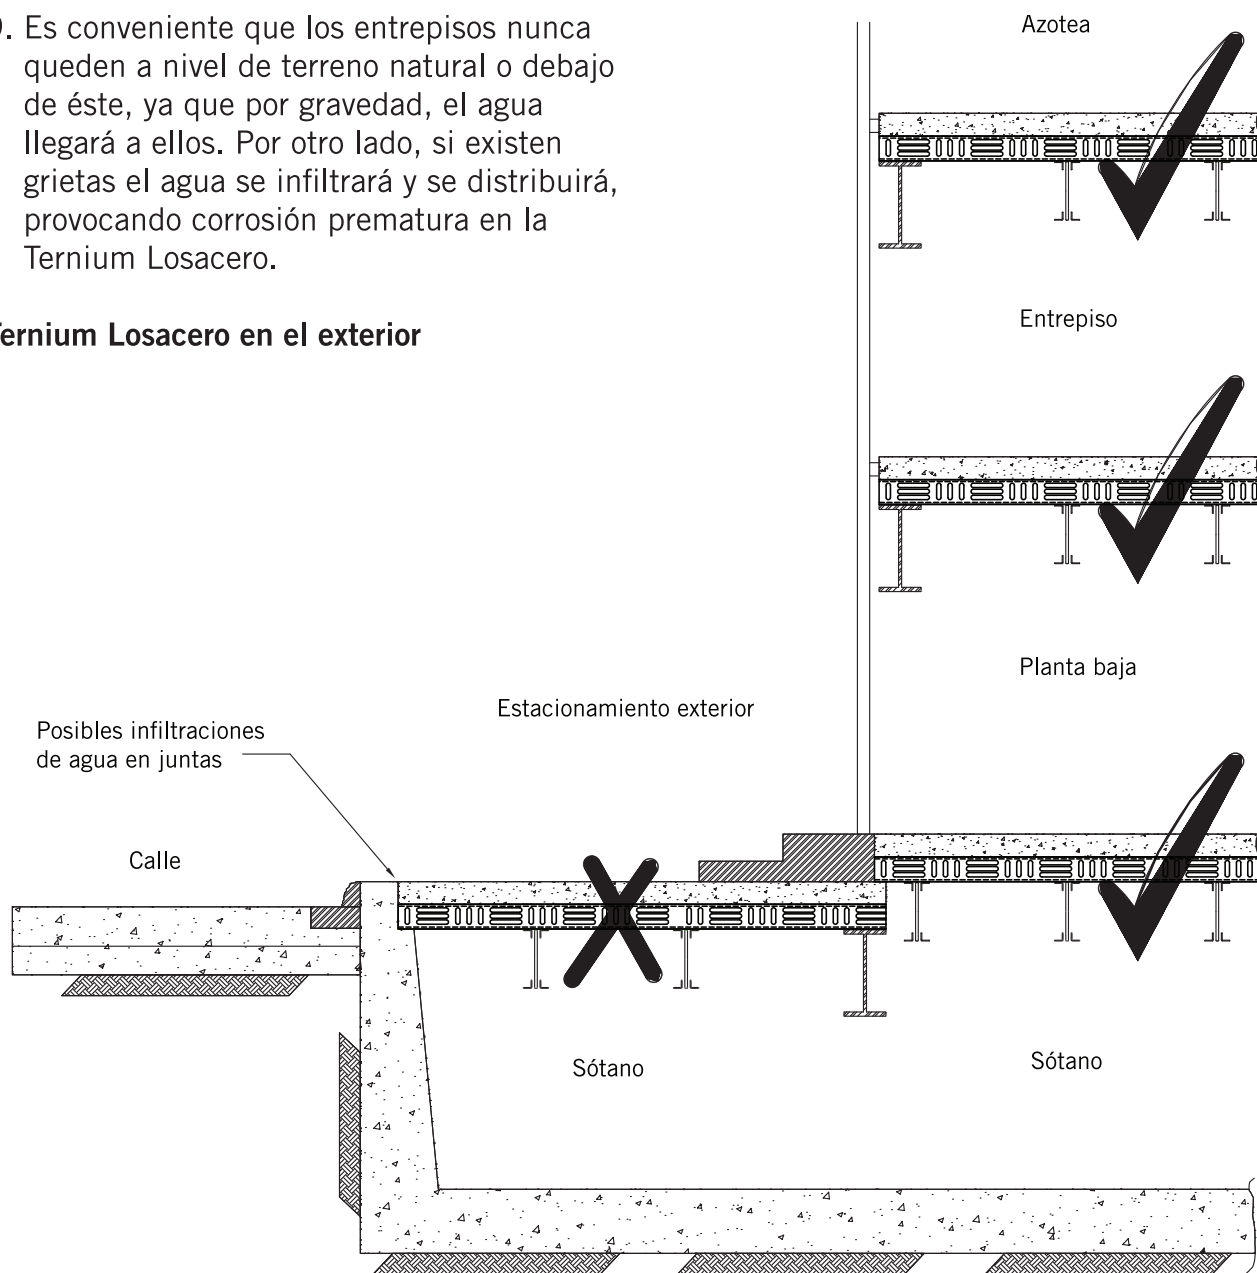 . Es conveniente que los entrepisos nunca
queden a nivel de terreno natural o debajo
de éste, ya que por gravedad, el agua
llegará a ellos. Por otro lado, si existen
grietas el agua se infiltrará y se distribuirá,
provocando corrosión prematura en la
Ternium Losacero.
Ternium Losacero en el exterior
Azotea
Entrepiso
Planta baja
Estacionamiento exterior
Posibles infiltraciones
de agua en juntas
Calle
Sótano
Sótano